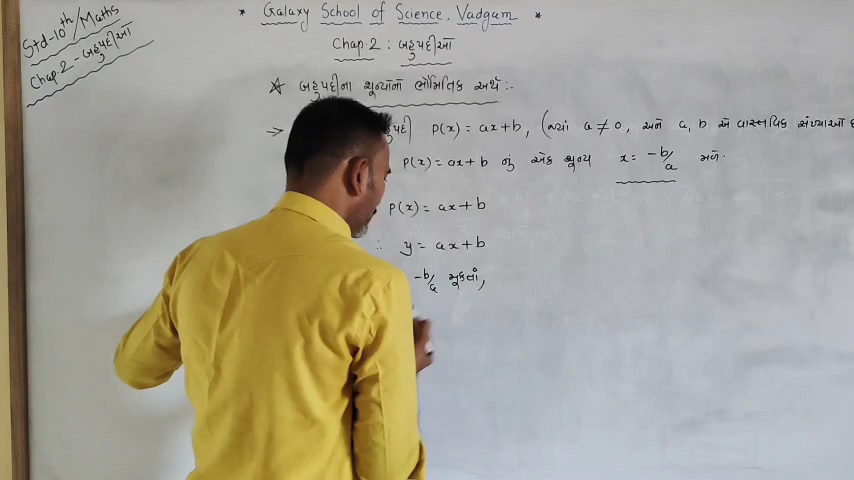 Std-10th/Maths
Chap-2 - બહુપદીઓ
* Galaxy School of Science, Vadgam *
Chap-2 : બહુપદીઓ
☆ બહુપદીના શૂન્યોનો ભૌમિતિક અર્થ :-
→ P(x) = ax+b, (જ્યાં a ≠ 0, અને a, b એ વાસ્તવિક સંખ્યાઓ
P(x) = ax+b નું એક શૂન્ય x = -b/a મળે.
P(x) = ax+b
∴ y = ax+b
-b/a મૂકતાં,